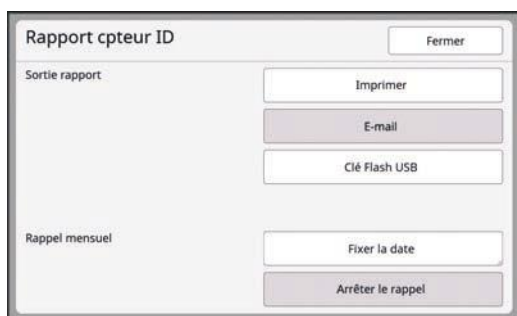 Rapport cpteur ID
Fermer
Sortie rapport
Imprimer
E-mail
Clé Flash USB
Rappel mensuel
Fixer la date
Arrêter le rappel